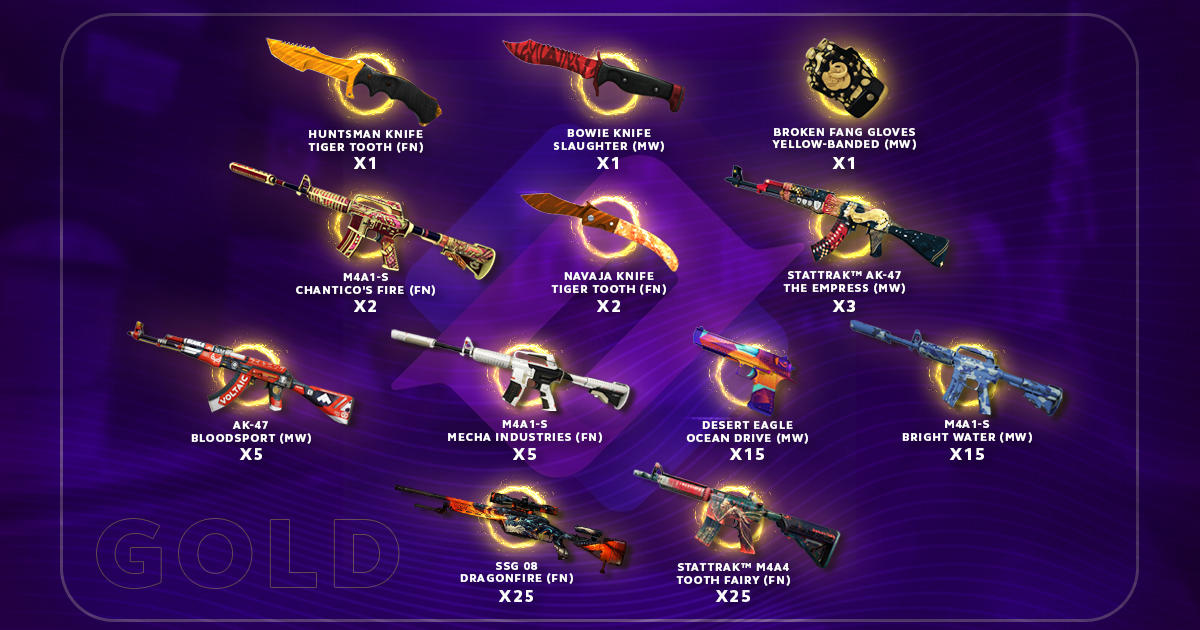 HUNTSMAN KNIFE
TIGER TOOTH (FN)
X1
BOWIE KNIFE
SLAUGHTER (MW)
X1
BROKEN FANG GLOVES
YELLOW-BANDED (MW)
X1
M4A1-S
CHANTICO'S FIRE (FN)
X2
NAVAJA KNIFE
TIGER TOOTH (FN)
X2
STATTRAK™ AK-47
THE EMPRESS (MW)
X3
VOLTAIC
AK-47
BLOODSPORT (MW)
X5
M4A1-S
MECHA INDUSTRIES (FN)
X5
DESERT EAGLE
OCEAN DRIVE (MW)
X15
M4A1-S
BRIGHT WATER (MW)
X15
SSG 08
DRAGONFIRE (FN)
X25
STATTRAK™ M4A4
TOOTH FAIRY (FN)
X25
GOLD